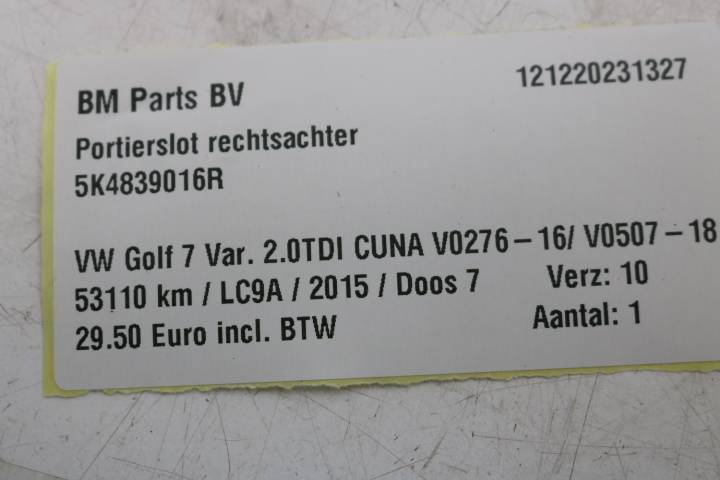 BM Parts BV 121220231327
Portierslot rechtsachter
5K4839016R
VW Golf 7 Var. 2.0TDI CUNA V0276-16/ V0507-18
53110 km / LC9A / 2015 / Doos 7 Verz: 10
29.50 Euro incl. BTW Aantal: 1